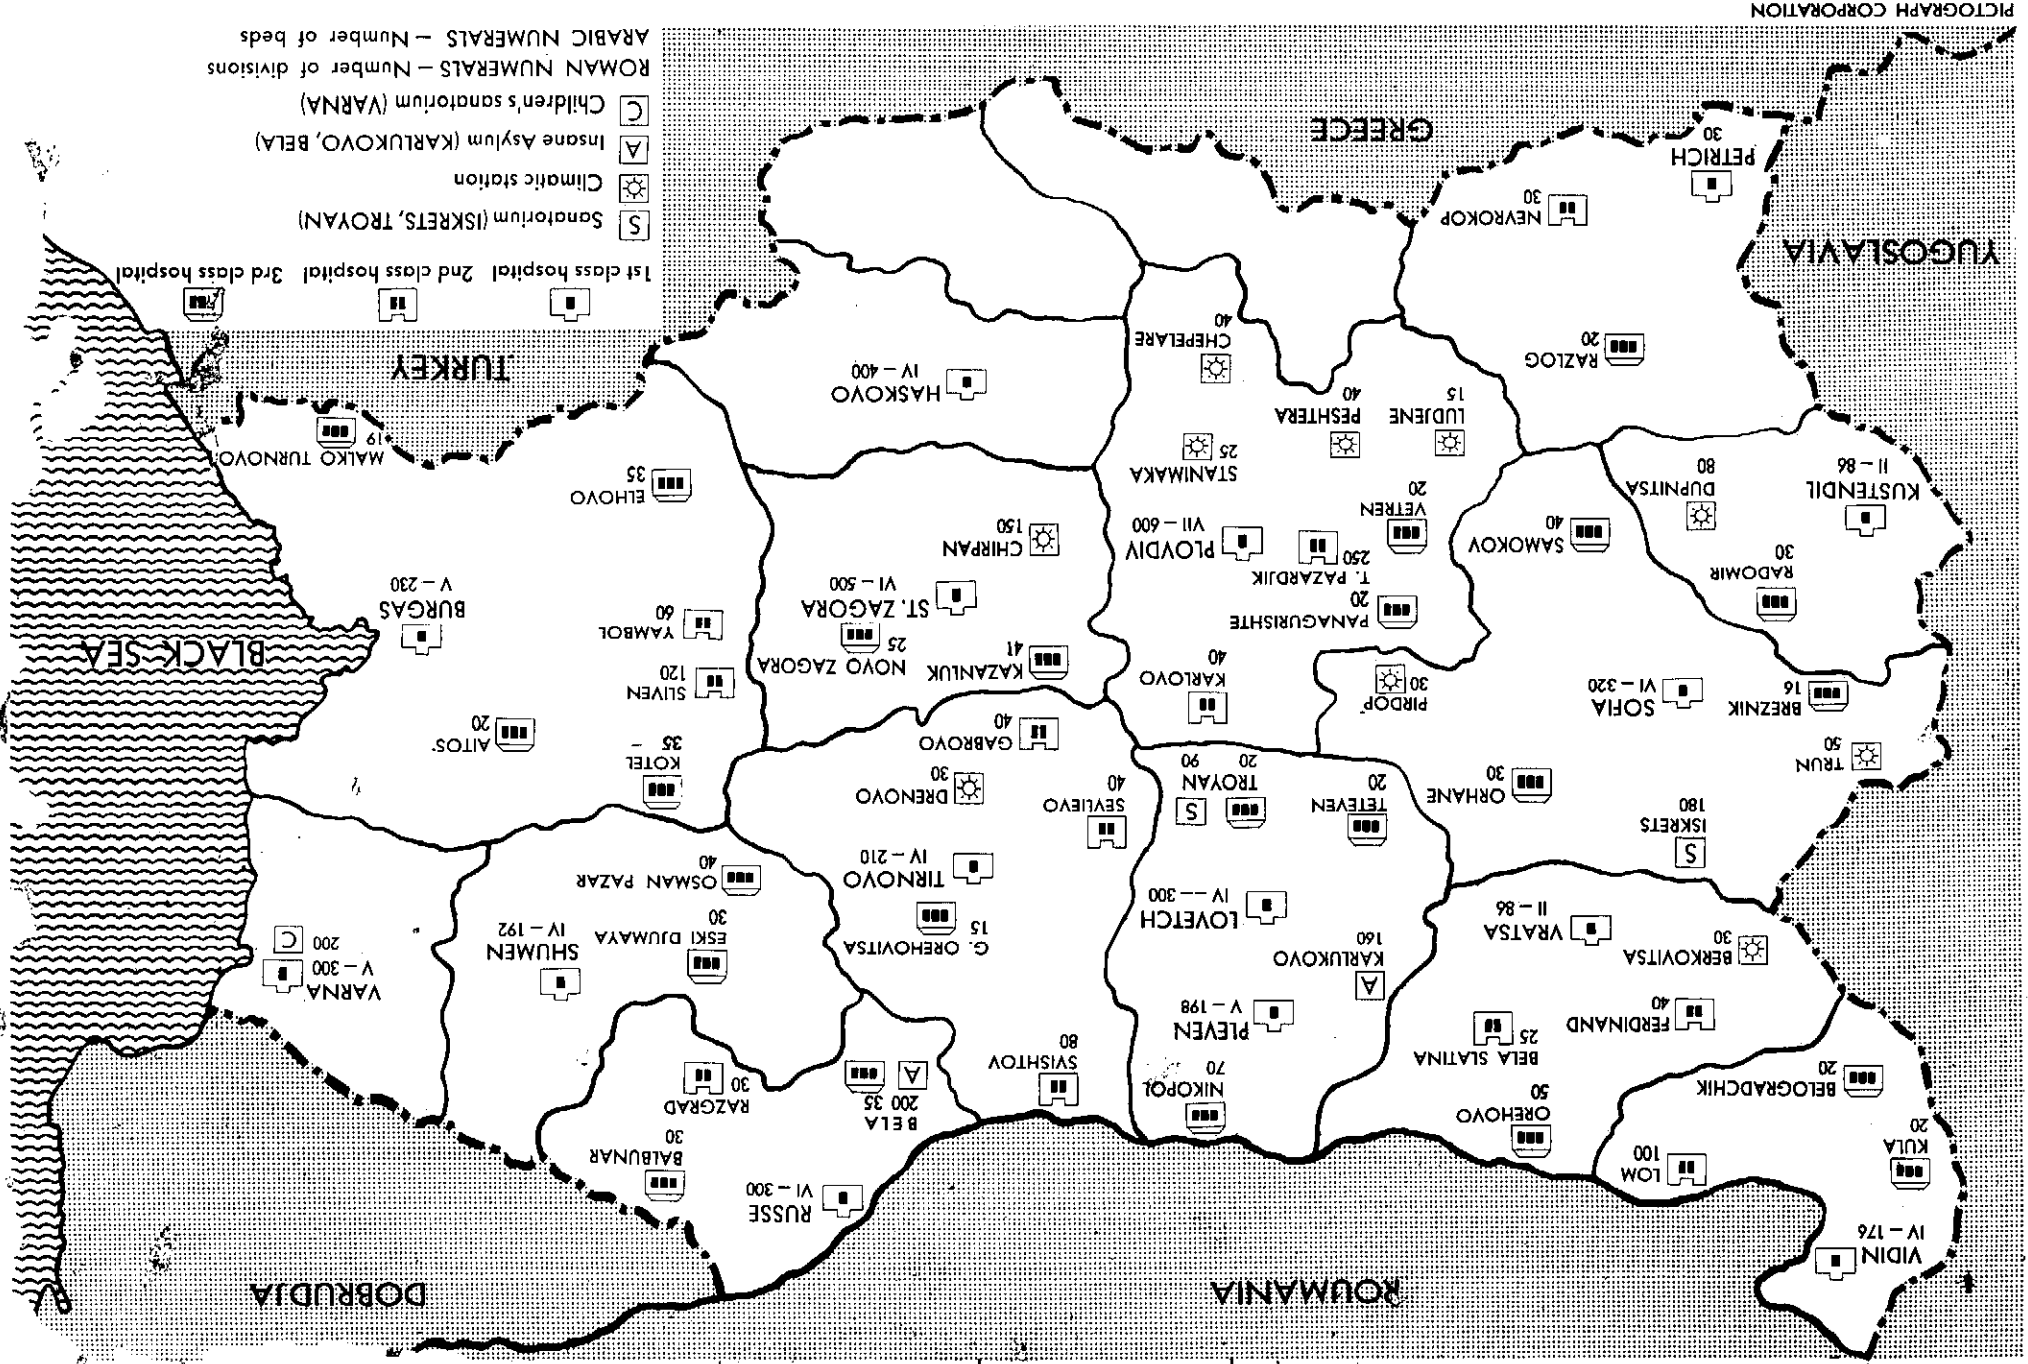 ROUMANIA
DOBRUDJA
VIDIN
IV – 176
KULA
20
LOM
100
BELOGRADCHIK
20
OREHOVO
50
BELA SLATINA
25
FERDINAND
40
BERKOVITSA
30
VRATSA
II – 86
NIKOPOL
70
PLEVEN
V – 198
KARLUKOVO
160
A
LOVETCH
IV – 300
TETEVEN
20
TROYAN
20 90
S
SVISHTOV
80
G. OREHOVITSA
15
TIRNOVO
IV – 210
SEVLIEVO
40
DRENOVO
30
GABROVO
40
RUSSE
VI – 300
BALBUNAR
30
BELA
200 35
A
RAZGRAD
30
ESKI DJUMAYA
30
SHUMEN
IV – 192
OSMAN PAZAR
40
VARNA
V – 300
200
C
ISKRETS
180
S
ORHANE
30
TRUN
50
BREZNIK
16
SOFIA
VI – 320
PIRDOP
30
SAMOKOV
40
RADOMIR
30
DUPNITSA
80
KUSTENDIL
II – 86
KARLOVO
40
PANAGURISHTE
20
T. PAZARDJIK
250
PLOVDIV
VII – 600
VETREN
20
STANIMAKA
25
PESHTERA
40
LUDJENE
15
CHEPELARE
40
KAZANLUK
41
NOVO ZAGORA
25
ST. ZAGORA
VI – 500
CHIRPAN
150
HASKOVO
IV – 400
KOTEL
35
AITOS
20
SLIVEN
120
YAMBOL
60
BURGAS
V – 230
ELHOVO
35
MALKO TURNOVO
19
BLACK SEA
RAZLOG
20
NEVROKOP
30
PETRICH
30
YUGOSLAVIA
GREECE
TURKEY
1st class hospital 2nd class hospital 3rd class hospital
S Sanatorium (ISKRETS, TROYAN)
Climatic station
A Insane Asylum (KARLUKOVO, BELA)
C Children's sanatorium (VARNA)
ROMAN NUMERALS – Number of divisions
ARABIC NUMERALS – Number of beds
PICTOGRAPH CORPORATION